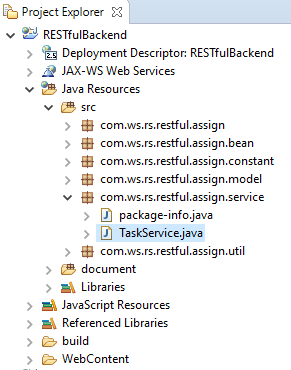 Project Explorer
RESTfulBackend
Deployment Descriptor: RESTfulBackend
JAX-WS Web Services
Java Resources
src
com.ws.rs.restful.assign
com.ws.rs.restful.assign.bean
com.ws.rs.restful.assign.constant
com.ws.rs.restful.assign.model
com.ws.rs.restful.assign.service
package-info.java
TaskService.java
com.ws.rs.restful.assign.util
document
Libraries
JavaScript Resources
Referenced Libraries
build
WebContent